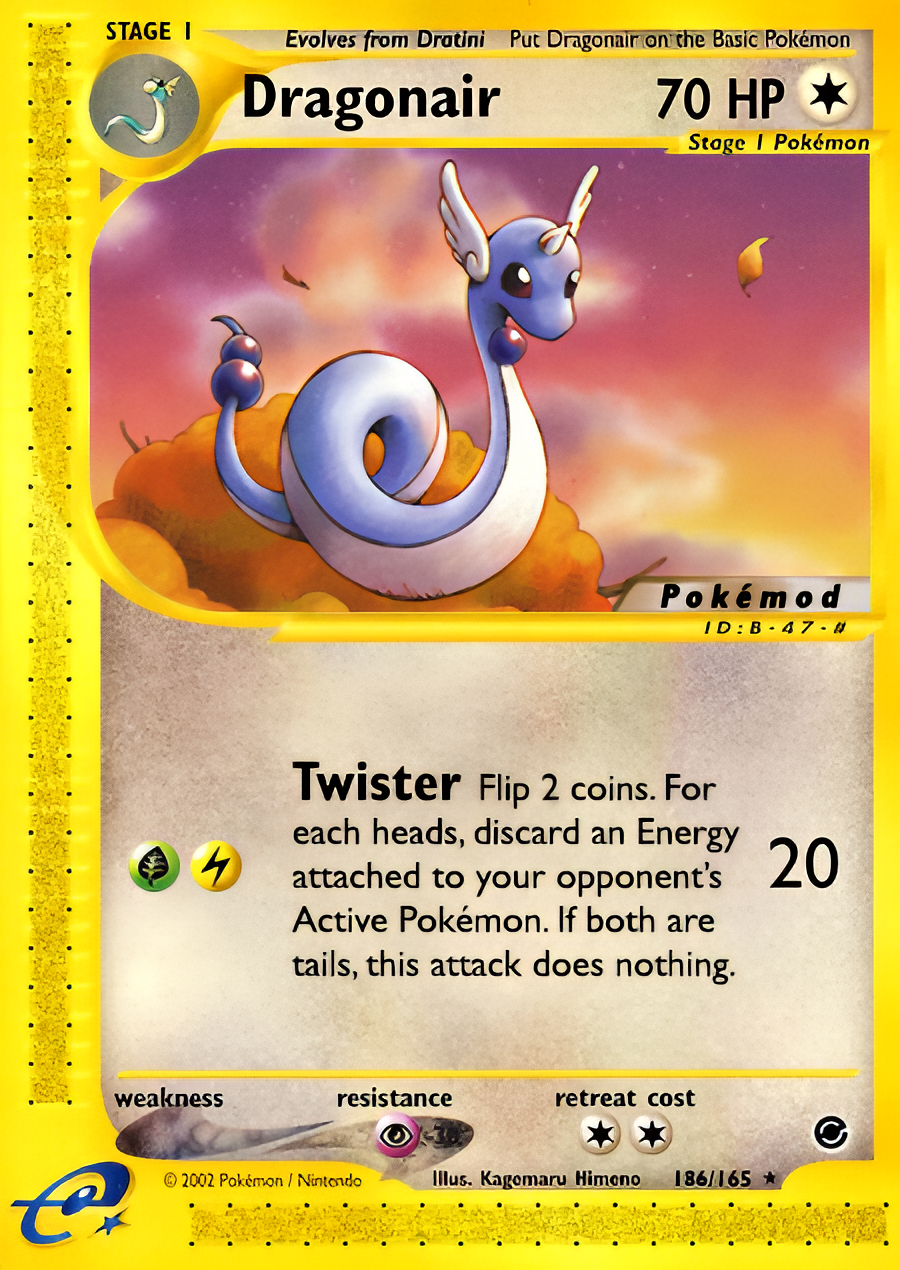 STAGE 1
Evolves from Dratini Put Dragonair on the Basic Pokémon
Dragonair 70 HP
Stage 1 Pokémon
Pokémod
ID:B-47-#
Twister Flip 2 coins. For
each heads, discard an Energy
attached to your opponent's
Active Pokémon. If both are
tails, this attack does nothing.
20
weakness resistance retreat cost
-30
© 2002 Pokémon / Nintendo Illus. Kagemaru Himeno 186/165 ★
e